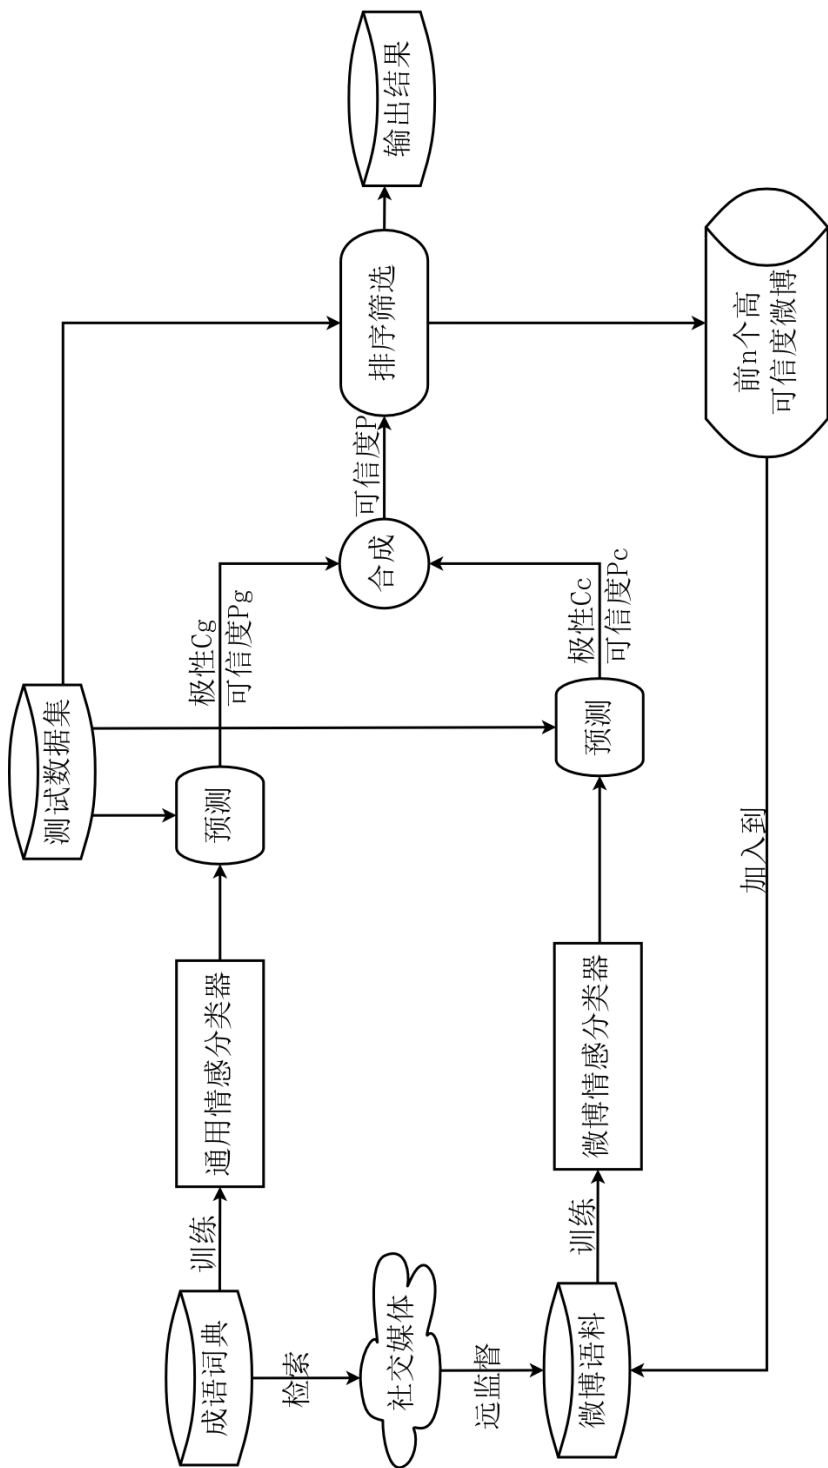 测试数据集
成语词典
训练
通用情感分类器
预测
极性Cg
可信度Pg
检索
社交媒体
合成
可信度P
排序筛选
输出结果
远监督
微博语料
训练
微博情感分类器
预测
极性Cc
可信度Pc
前n个高
可信度微博
加入到